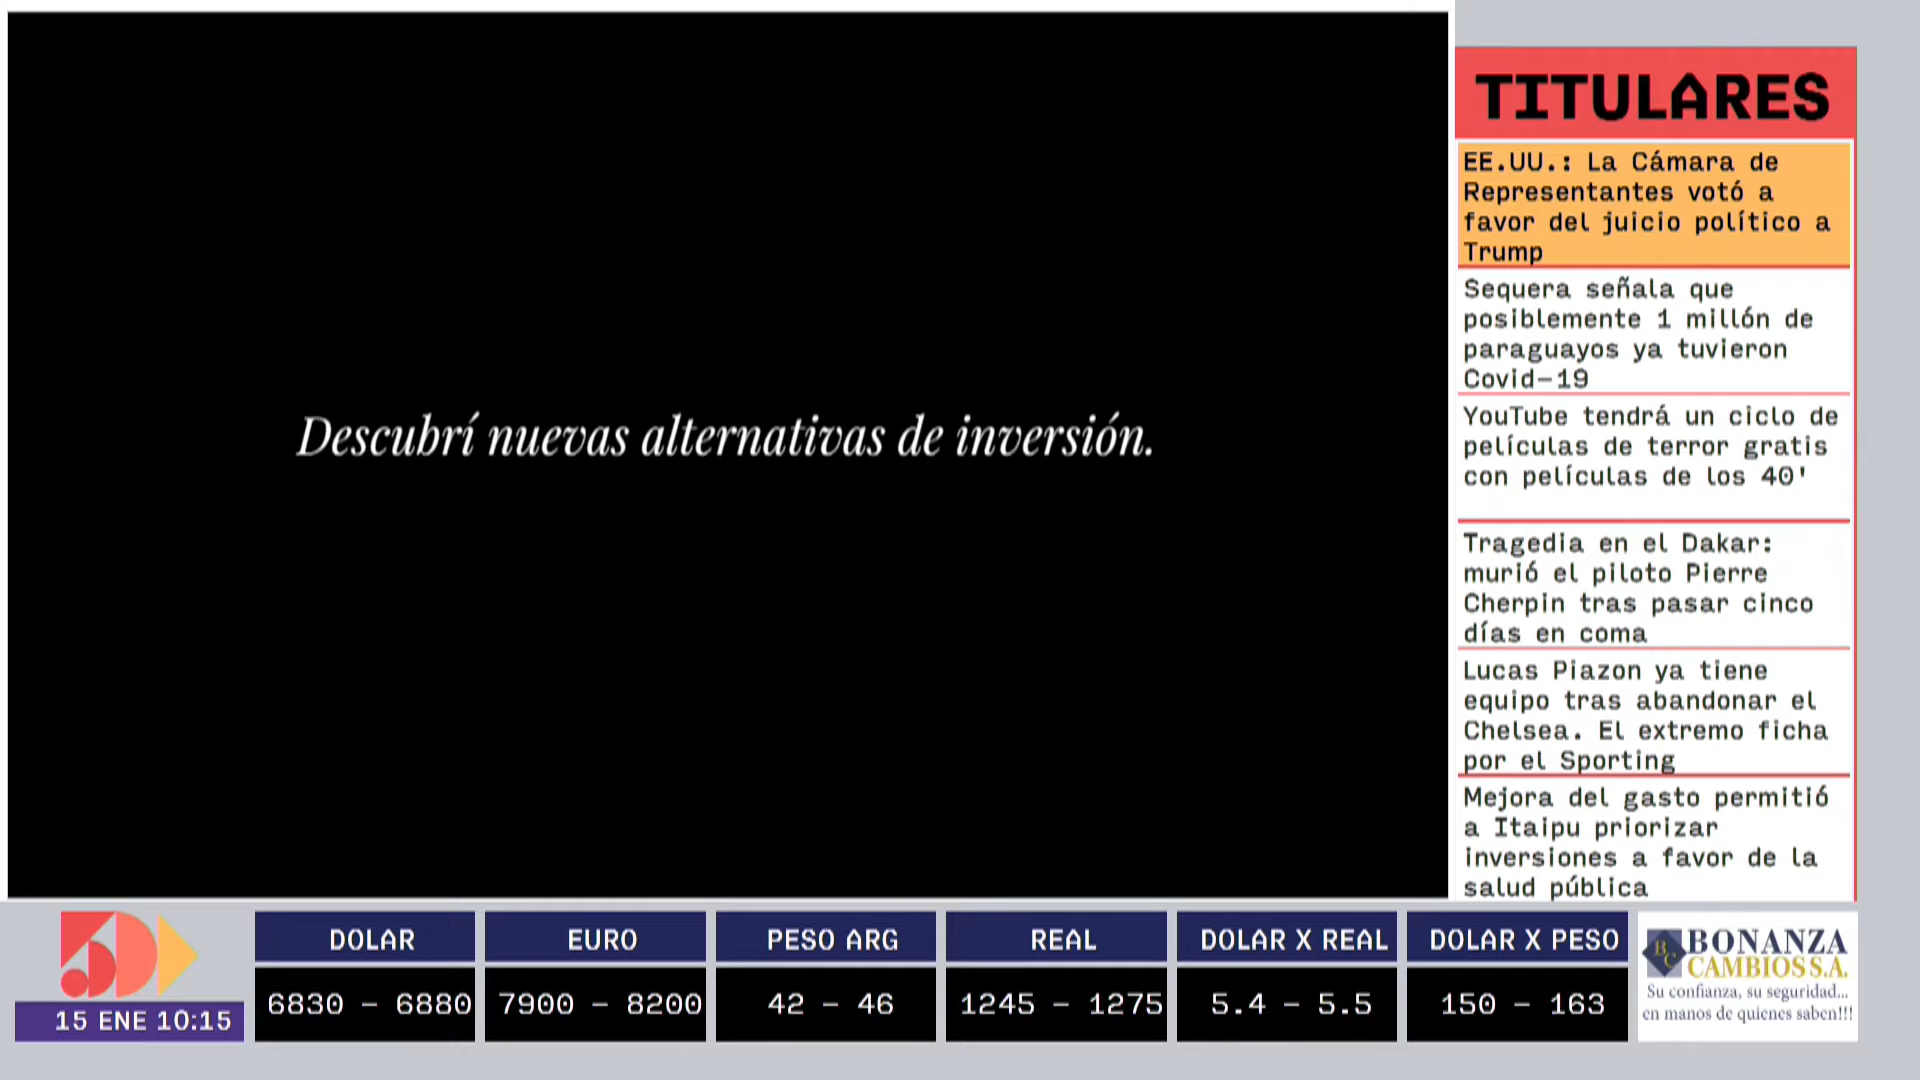 Descubrí nuevas alternativas de inversión.
TITULARES
EE.UU.: La Cámara de
Representantes votó a
favor del juicio político a
Trump
Sequera señala que
posiblemente 1 millón de
paraguayos ya tuvieron
Covid-19
YouTube tendrá un ciclo de
películas de terror gratis
con películas de los 40'
Tragedia en el Dakar:
murió el piloto Pierre
Cherpin tras pasar cinco
días en coma
Lucas Piazon ya tiene
equipo tras abandonar el
Chelsea. El extremo ficha
por el Sporting
Mejora del gasto permitió
a Itaipu priorizar
inversiones a favor de la
salud pública
5D
15 ENE 10:15
DOLAR
6830 - 6880
EURO
7900 - 8200
PESO ARG
42 - 46
REAL
1245 - 1275
DOLAR X REAL
5.4 - 5.5
DOLAR X PESO
150 - 163
BC
BONANZA
CAMBIOS S.A.
Su confianza, su seguridad...
en manos de quienes saben!!!